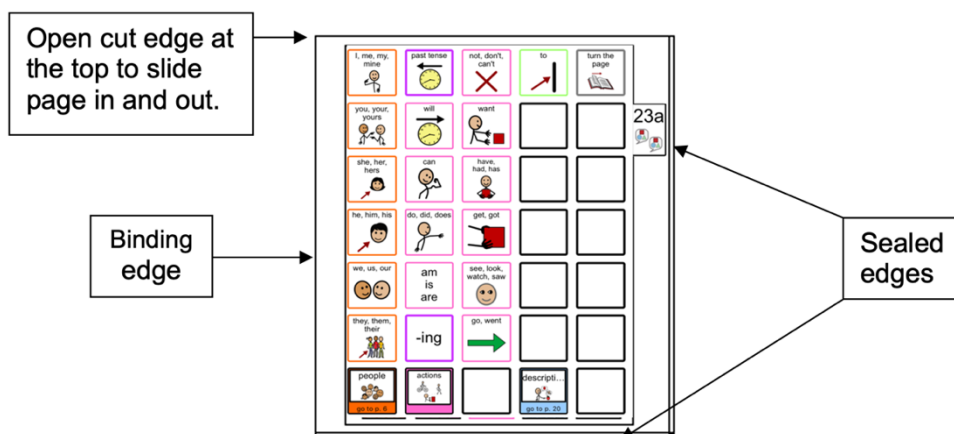 Open cut edge at
the top to slide
page in and out.
I, me, my,
mine
past tense
not, don't,
can't
to
turn the
page
you, your,
yours
will
want
23a
she, her,
hers
can
have,
had, has
he, him, his
do, did, does
get, got
Binding
edge
Sealed
edges
we, us, our
am
is
are
see, look,
watch, saw
they, them,
their
-ing
go, went
people
go to p. 6
actions
descripti...
go to p. 20